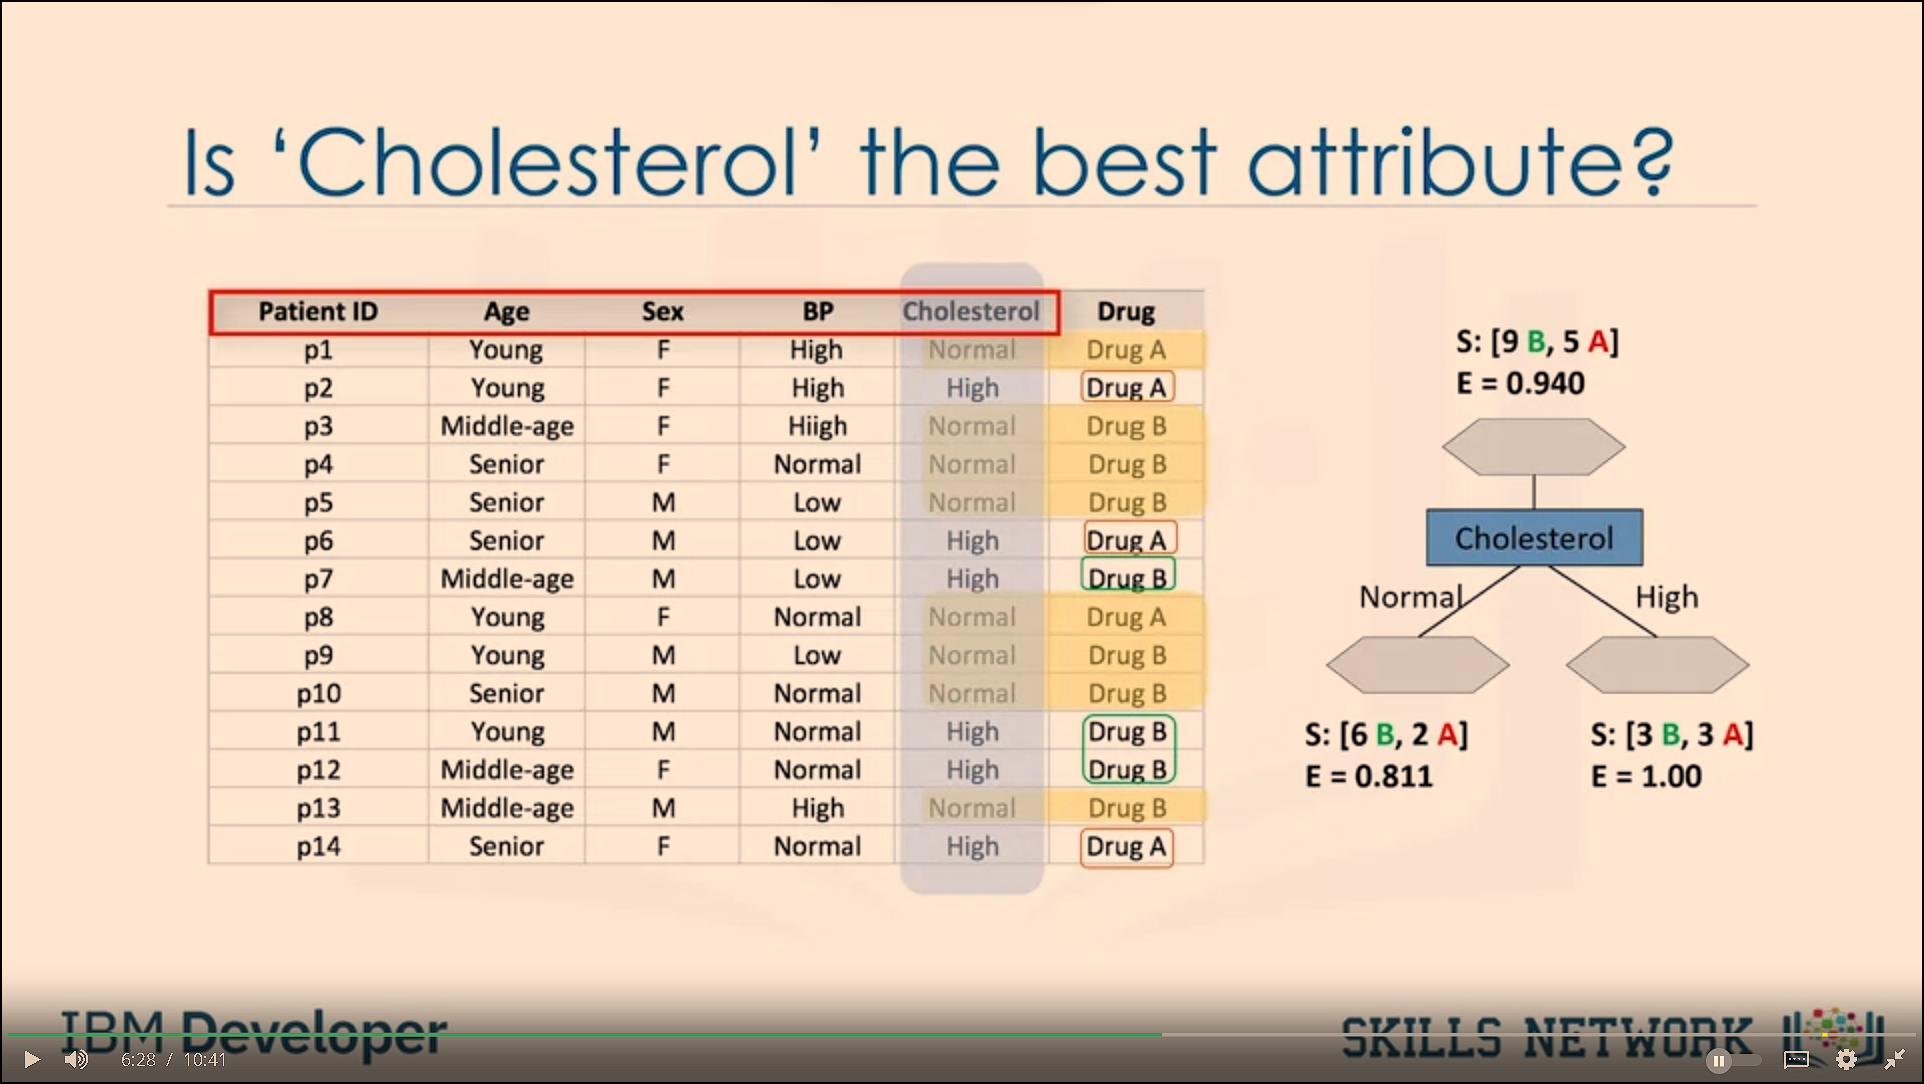 Is ‘Cholesterol’ the best attribute?
Patient ID Age Sex BP Cholesterol Drug
p1 Young F High Normal Drug A
p2 Young F High High Drug A
p3 Middle-age F Hiigh Normal Drug B
p4 Senior F Normal Normal Drug B
p5 Senior M Low Normal Drug B
p6 Senior M Low High Drug A
p7 Middle-age M Low High Drug B
p8 Young F Normal Normal Drug A
p9 Young M Low Normal Drug B
p10 Senior M Normal Normal Drug B
p11 Young M Normal High Drug B
p12 Middle-age F Normal High Drug B
p13 Middle-age M High Normal Drug B
p14 Senior F Normal High Drug A
S: [9 B, 5 A]
E = 0.940
Cholesterol
Normal High
S: [6 B, 2 A] S: [3 B, 3 A]
E = 0.811 E = 1.00
IBM Developer
SKILLS NETWORK
6:28 / 10:41